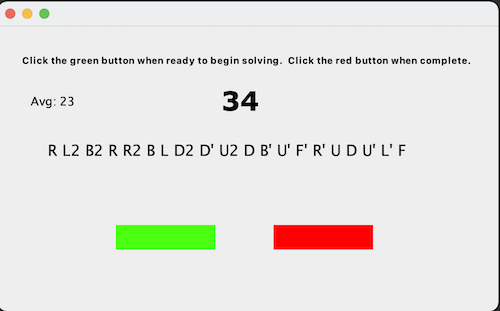 Click the green button when ready to begin solving.  Click the red button when complete.
Avg: 23
34
R L2 B2 R R2 B L D2 D' U2 D B' U' F' R' U D U' L' F